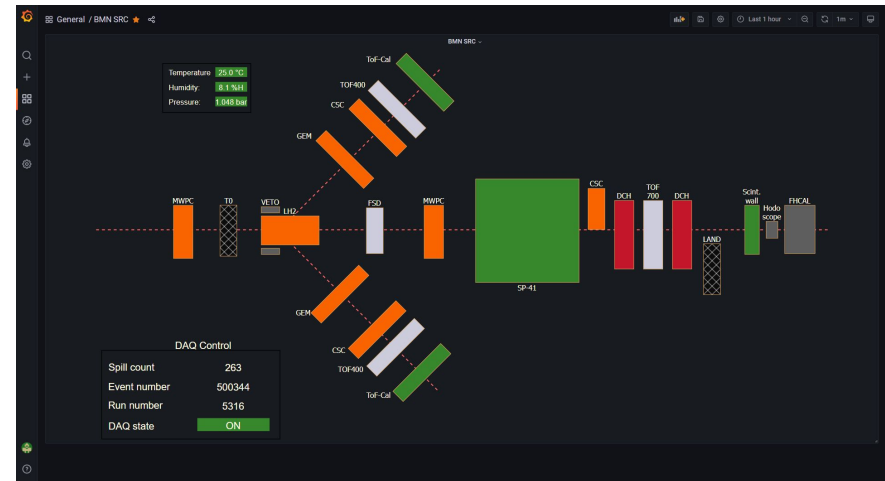 General / BMN SRC
Last 1 hour
1m
BMN SRC
Temperature 25.0 °C
Humidity: 8.1 %H
Pressure: 1.048 bar
ToF-Cal
TOF400
CSC
GEM
MWPC
T0
VETO
LH2
FSD
MWPC
SP-41
CSC
DCH
TOF
700
DCH
LAND
Scint.
wall
Hodo
scope
FHCAL
GEM
CSC
TOF400
ToF-Cal
DAQ Control
Spill count 263
Event number 500344
Run number 5316
DAQ state ON